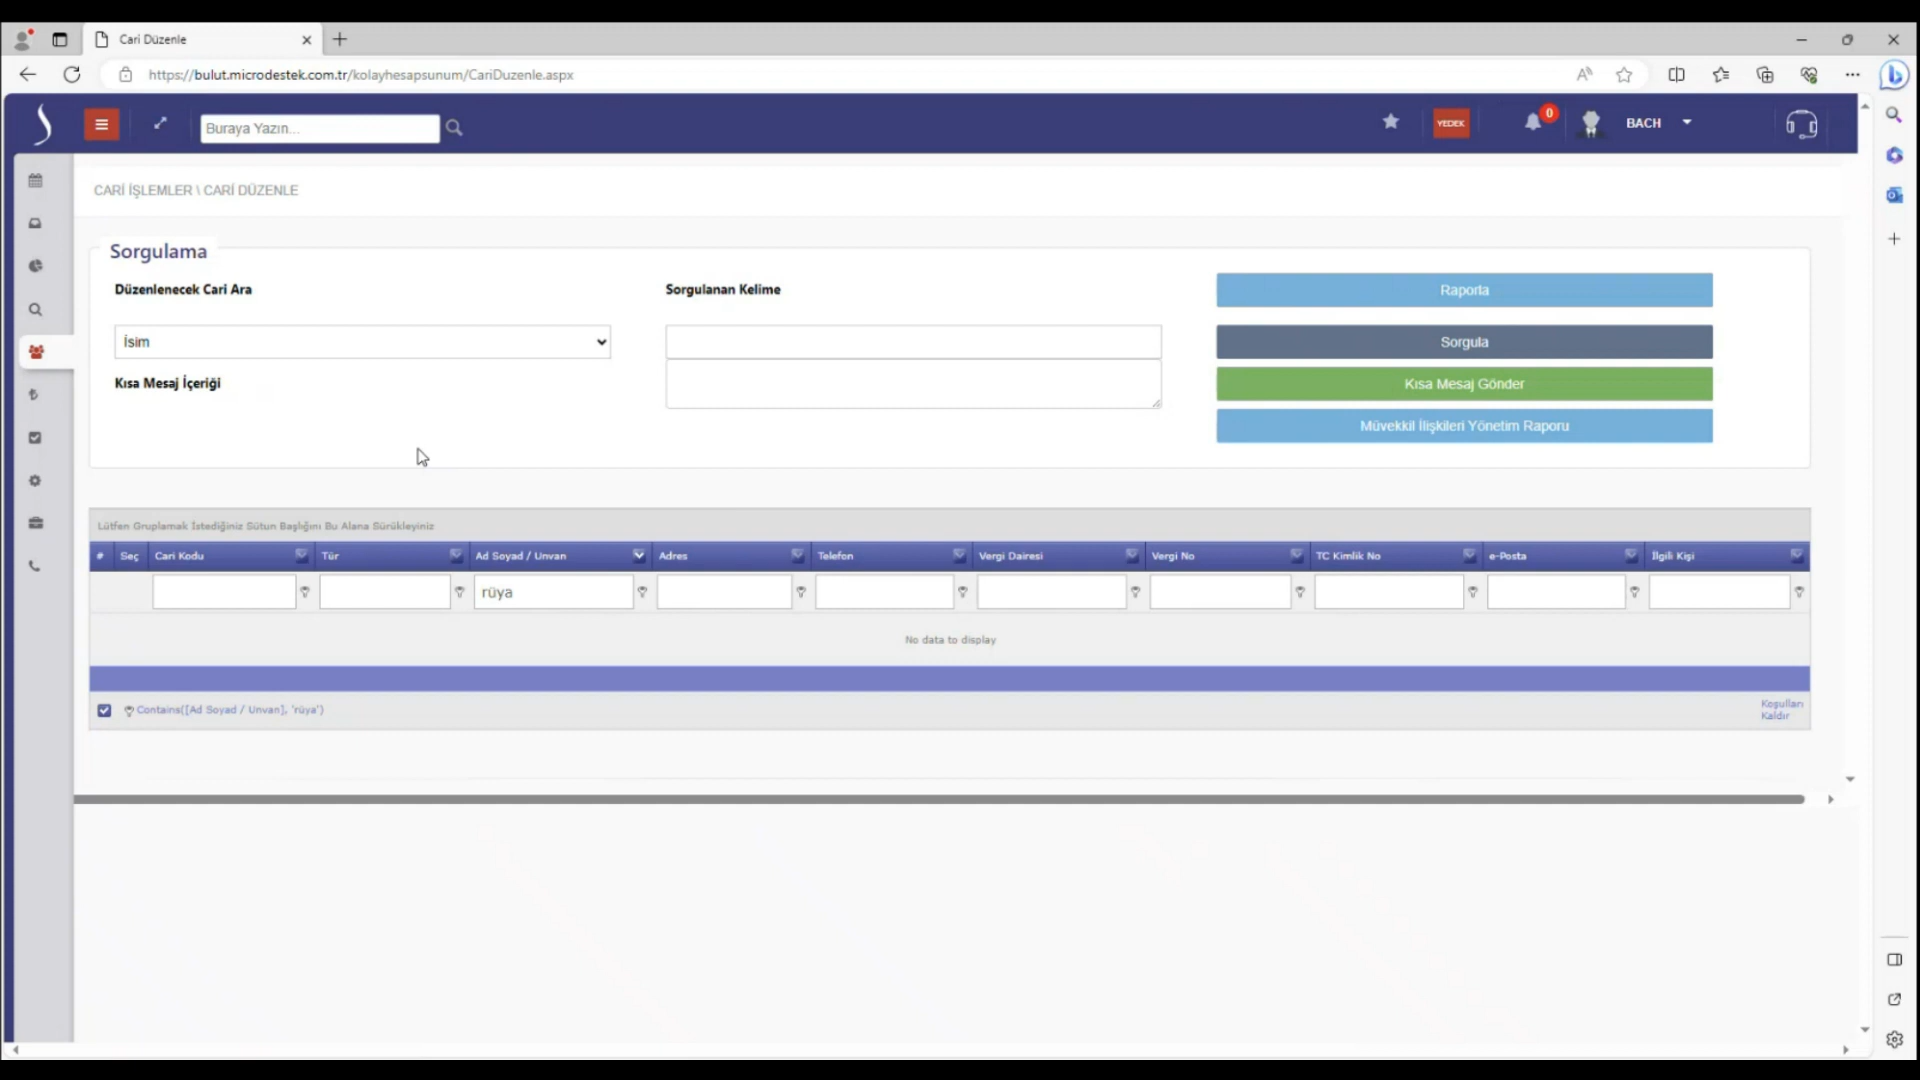 Cari Düzenle
https://bulut.microdestek.com.tr/kolayhesapsunum/CariDuzenle.aspx
Buraya Yazın...
YEDEK
0
BACH
CARİ İŞLEMLER \ CARİ DÜZENLE
Sorgulama
Düzenlenecek Cari Ara
Sorgulanan Kelime
Raporla
İsim
Sorgula
Kısa Mesaj İçeriği
Kısa Mesaj Gönder
Müvekkil İlişkileri Yönetim Raporu
Lütfen Gruplamak İstediğiniz Sütun Başlığını Bu Alana Sürükleyiniz
# Seç Cari Kodu Tür Ad Soyad / Unvan Adres Telefon Vergi Dairesi Vergi No TC Kimlik No e-Posta İlgili Kişi
rüya
No data to display
Contains([Ad Soyad / Unvan], 'rüya')
Koşulları
Kaldır